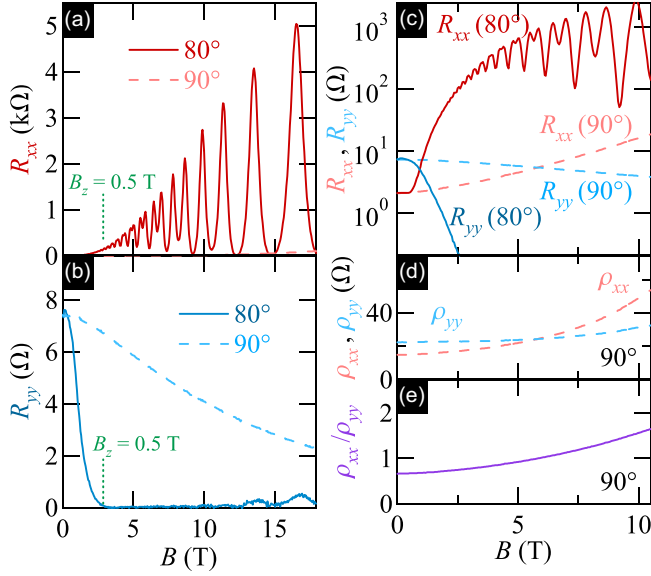 (a)
5
4
3
2
1
0
R_xx (kΩ)
80°
90°
B_z = 0.5 T
(b)
8
6
4
2
0
R_yy (Ω)
80°
90°
B_z = 0.5 T
0 5 10 15
B (T)
(c)
10^3
10^2
10^1
10^0
R_xx, R_yy (Ω)
R_xx (80°)
R_xx (90°)
R_yy (90°)
R_yy (80°)
(d)
40
0
ρ_xx, ρ_yy (Ω)
ρ_xx
ρ_yy
90°
(e)
2
1
0
ρ_xx/ρ_yy
90°
0 5 10
B (T)